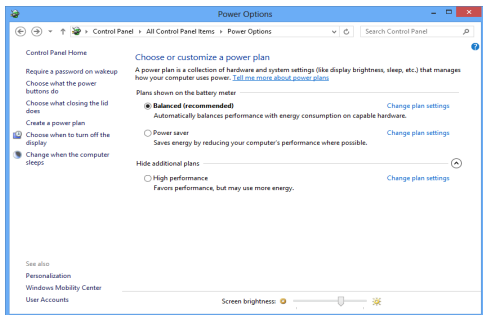 Power Options
Control Panel ▸ All Control Panel Items ▸ Power Options
Search Control Panel
Control Panel Home
Require a password on wakeup
Choose what the power
buttons do
Choose what closing the lid
does
Create a power plan
Choose when to turn off the
display
Change when the computer
sleeps
Choose or customize a power plan
A power plan is a collection of hardware and system settings (like display brightness, sleep, etc.) that manages
how your computer uses power. Tell me more about power plans
Plans shown on the battery meter
Balanced (recommended) Change plan settings
Automatically balances performance with energy consumption on capable hardware.
Power saver Change plan settings
Saves energy by reducing your computer's performance where possible.
Hide additional plans
High performance Change plan settings
Favors performance, but may use more energy.
See also
Personalization
Windows Mobility Center
User Accounts
Screen brightness: